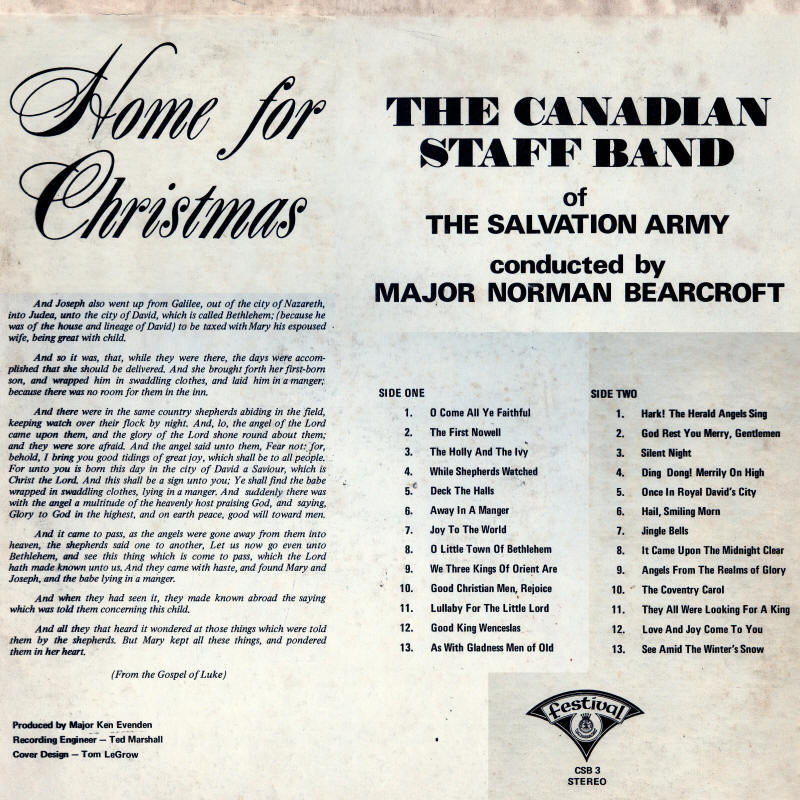 Home for
Christmas
And Joseph also went up from Galilee, out of the city of Nazareth,
into Judea, unto the city of David, which is called Bethlehem; (because he
was of the house and lineage of David) to be taxed with Mary his espoused
wife, being great with child.
And so it was, that, while they were there, the days were accom-
plished that she should be delivered. And she brought forth her first-born
son, and wrapped him in swaddling clothes, and laid him in a manger;
because there was no room for them in the inn.
And there were in the same country shepherds abiding in the field,
keeping watch over their flock by night. And, lo, the angel of the Lord
came upon them, and the glory of the Lord shone round about them;
and they were sore afraid. And the angel said unto them, Fear not: for,
behold, I bring you good tidings of great joy, which shall be to all people.
For unto you is born this day in the city of David a Saviour, which is
Christ the Lord. And this shall be a sign unto you; Ye shall find the babe
wrapped in swaddling clothes, lying in a manger. And suddenly there was
with the angel a multitude of the heavenly host praising God, and saying,
Glory to God in the highest, and on earth peace, good will toward men.
And it came to pass, as the angels were gone away from them into
heaven, the shepherds said one to another, Let us now go even unto
Bethlehem, and see this thing which is come to pass, which the Lord
hath made known unto us. And they came with haste, and found Mary and
Joseph, and the babe lying in a manger.
And when they had seen it, they made known abroad the saying
which was told them concerning this child.
And all they that heard it wondered at those things which were told
them by the shepherds. But Mary kept all these things, and pondered
them in her heart.
(From the Gospel of Luke)
Produced by Major Ken Evenden
Recording Engineer — Ted Marshall
Cover Design — Tom LeGrow
THE CANADIAN
STAFF BAND
of
THE SALVATION ARMY
conducted by
MAJOR NORMAN BEARCROFT
SIDE ONE
1. O Come All Ye Faithful
2. The First Nowell
3. The Holly And The Ivy
4. While Shepherds Watched
5. Deck The Halls
6. Away In A Manger
7. Joy To The World
8. O Little Town Of Bethlehem
9. We Three Kings Of Orient Are
10. Good Christian Men, Rejoice
11. Lullaby For The Little Lord
12. Good King Wenceslas
13. As With Gladness Men of Old
SIDE TWO
1. Hark! The Herald Angels Sing
2. God Rest You Merry, Gentlemen
3. Silent Night
4. Ding Dong! Merrily On High
5. Once In Royal David's City
6. Hail, Smiling Morn
7. Jingle Bells
8. It Came Upon The Midnight Clear
9. Angels From The Realms of Glory
10. The Coventry Carol
11. They All Were Looking For A King
12. Love And Joy Come To You
13. See Amid The Winter's Snow
festival
CSB 3
STEREO